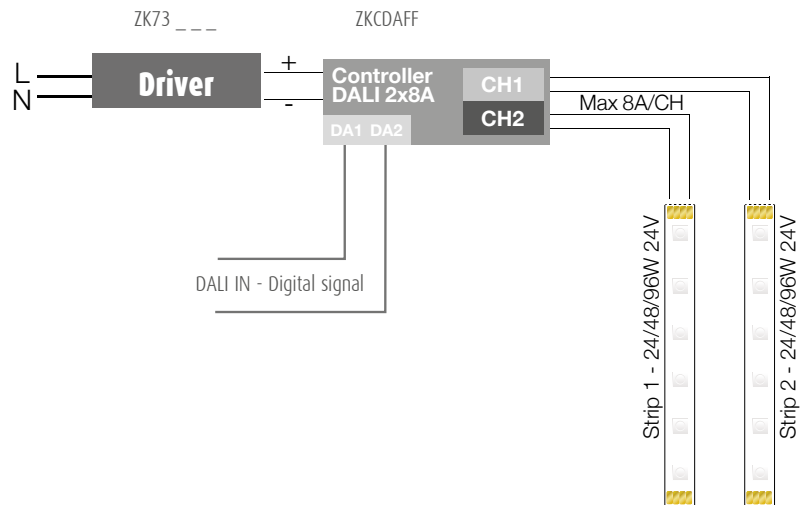 ZK73 _ _ _
ZKCDAFF
L
N
Driver
+
-
Controller
DALI 2x8A
CH1
CH2
DA1 DA2
Max 8A/CH
DALI IN - Digital signal
Strip 1 - 24/48/96W 24V
Strip 2 - 24/48/96W 24V